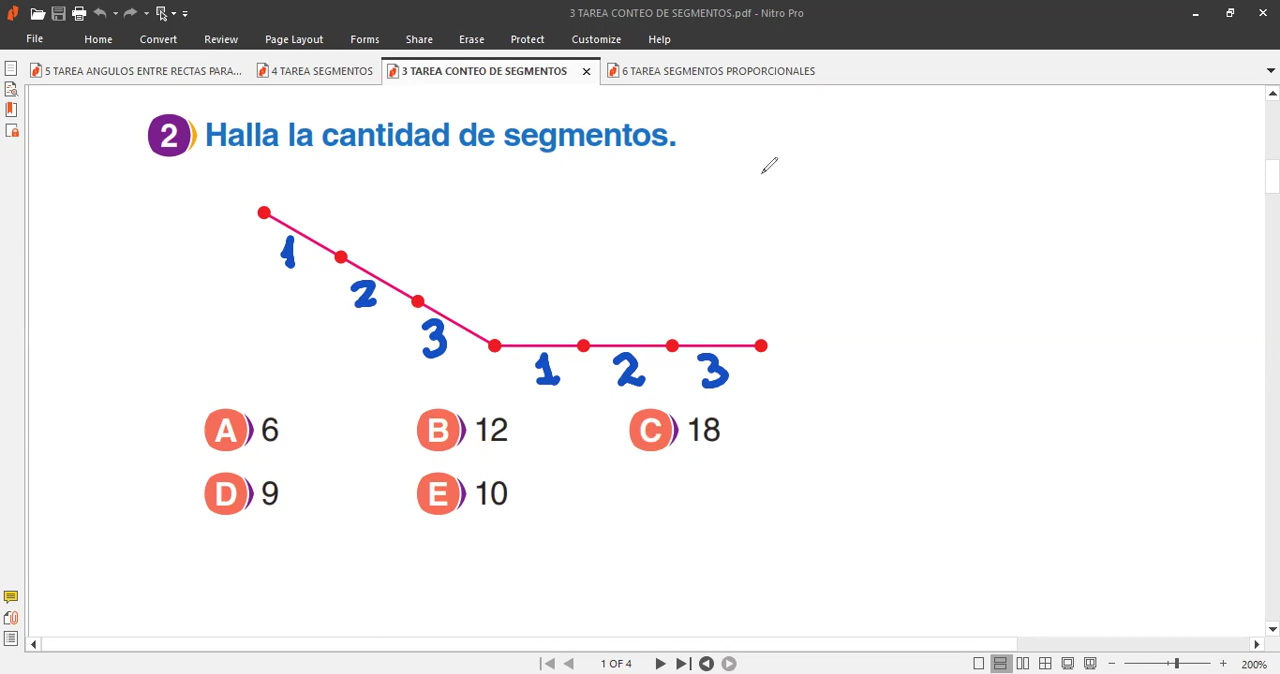 3 TAREA CONTEO DE SEGMENTOS.pdf - Nitro Pro
File Home Convert Review Page Layout Forms Share Erase Protect Customize Help
5 TAREA ANGULOS ENTRE RECTAS PARA... 4 TAREA SEGMENTOS 3 TAREA CONTEO DE SEGMENTOS 6 TAREA SEGMENTOS PROPORCIONALES
2 Halla la cantidad de segmentos.
1
2
3
1 2 3
A 6 B 12 C 18
D 9 E 10
1 OF 4 200%